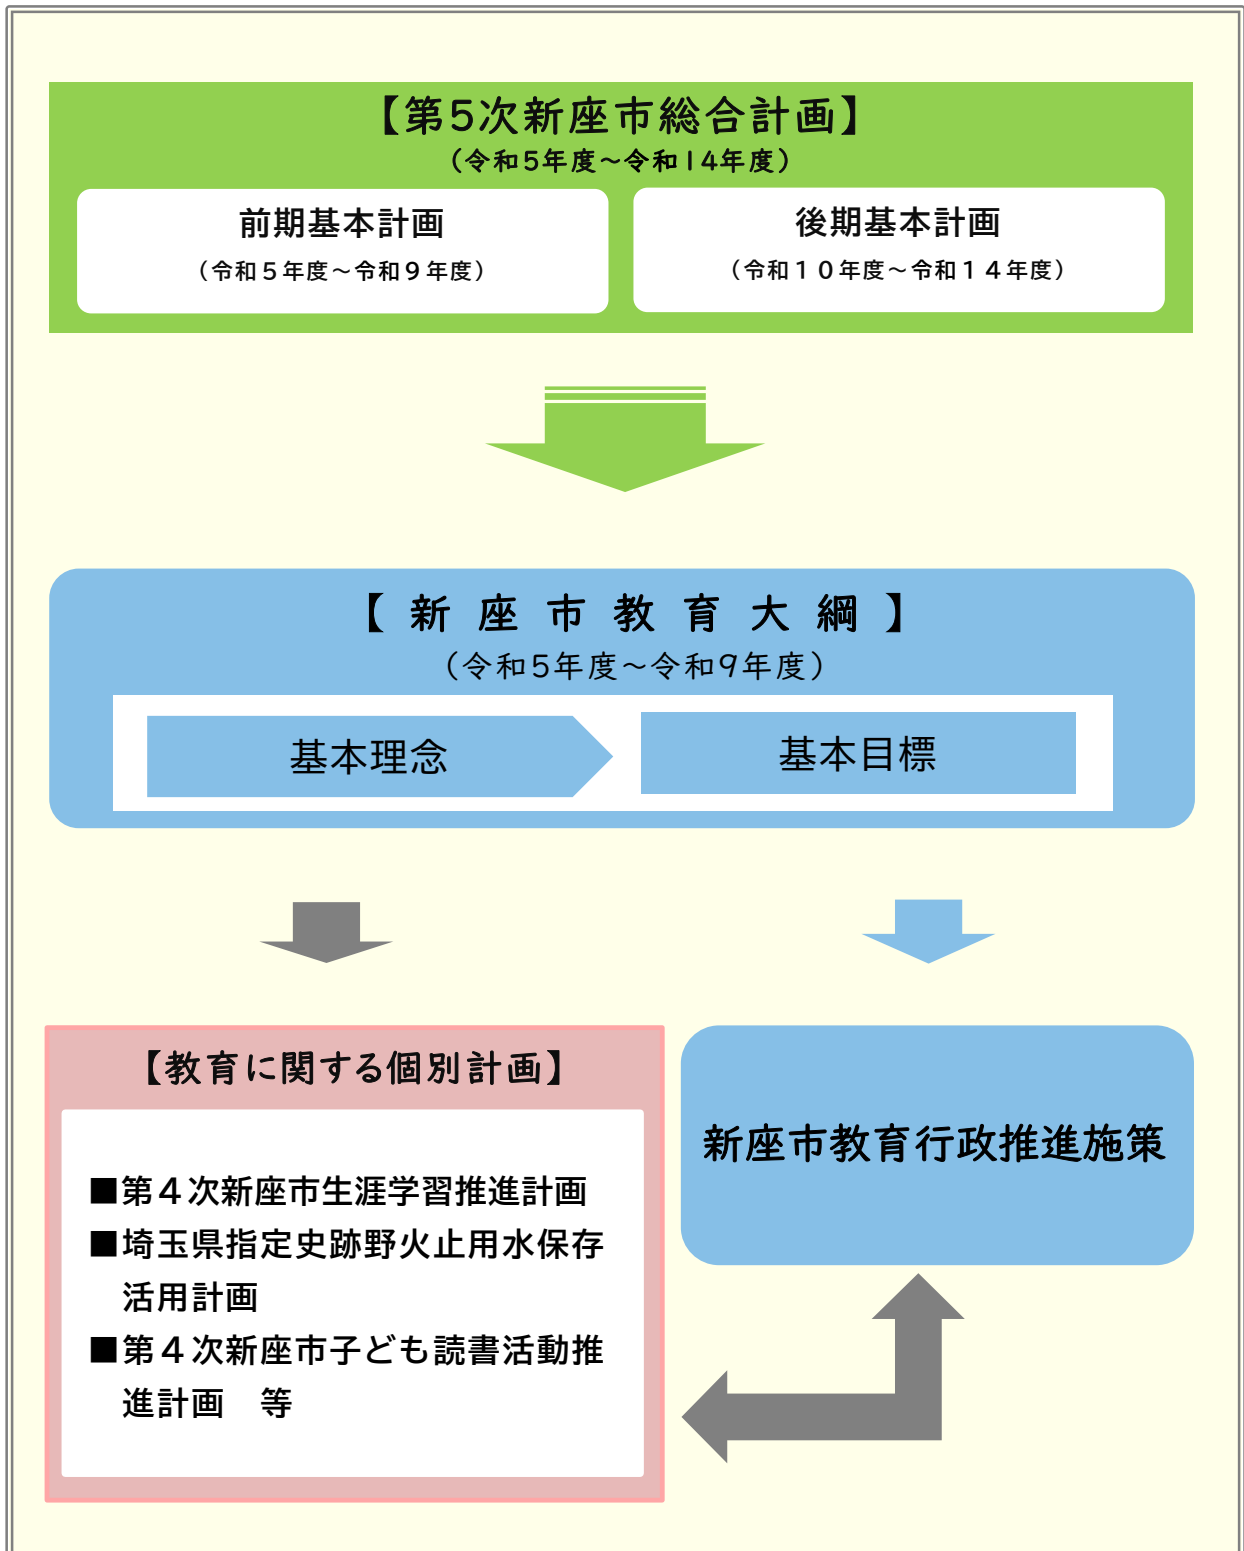 【第5次新座市総合計画】
（令和5年度～令和14年度）
前期基本計画
（令和５年度～令和９年度）
後期基本計画
（令和１０年度～令和１４年度）
【 新 座 市 教 育 大 綱 】
（令和5年度～令和9年度）
基本理念
基本目標
【教育に関する個別計画】
■第４次新座市生涯学習推進計画
■埼玉県指定史跡野火止用水保存
活用計画
■第４次新座市子ども読書活動推
進計画　等
新座市教育行政推進施策